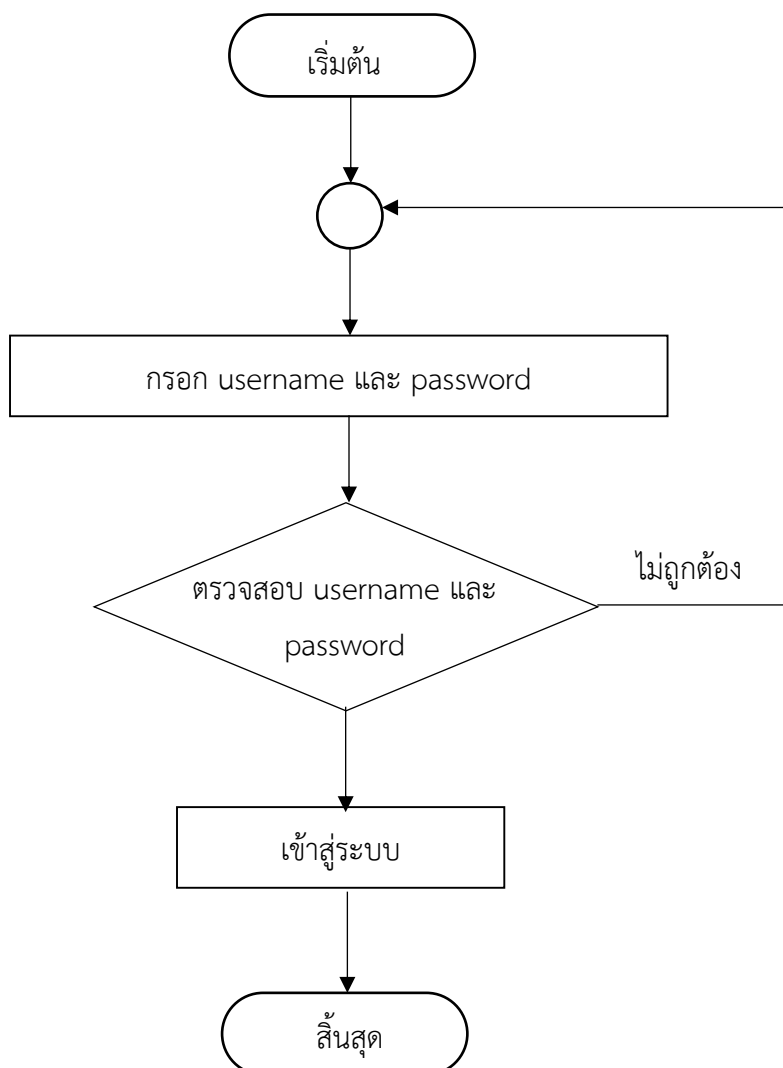 เริ่มต้น
กรอก username และ password
ตรวจสอบ username และ
password
ไม่ถูกต้อง
เข้าสู่ระบบ
สิ้นสุด